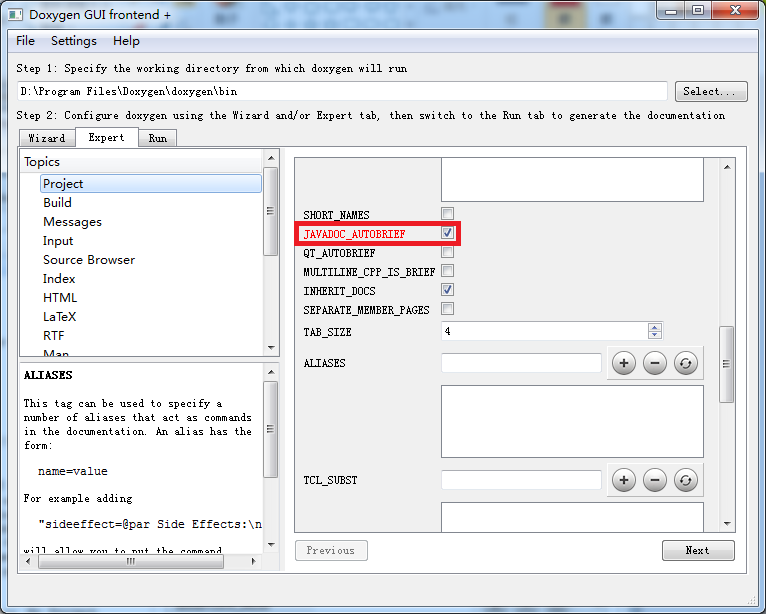 Doxygen GUI frontend +
File Settings Help
Step 1: Specify the working directory from which doxygen will run
D:\Program Files\Doxygen\doxygen\bin
Select...
Step 2: Configure doxygen using the Wizard and/or Expert tab, then switch to the Run tab to generate the documentation
Wizard Expert Run
Topics
Project
Build
Messages
Input
Source Browser
Index
HTML
LaTeX
RTF
Man
ALIASES
This tag can be used to specify a
number of aliases that act as commands
in the documentation. An alias has the
form:
name=value
For example adding
"sideeffect=@par Side Effects:\n
will allow you to put the command
SHORT_NAMES
JAVADOC_AUTOBRIEF
QT_AUTOBRIEF
MULTILINE_CPP_IS_BRIEF
INHERIT_DOCS
SEPARATE_MEMBER_PAGES
TAB_SIZE 4
ALIASES
TCL_SUBST
Previous Next